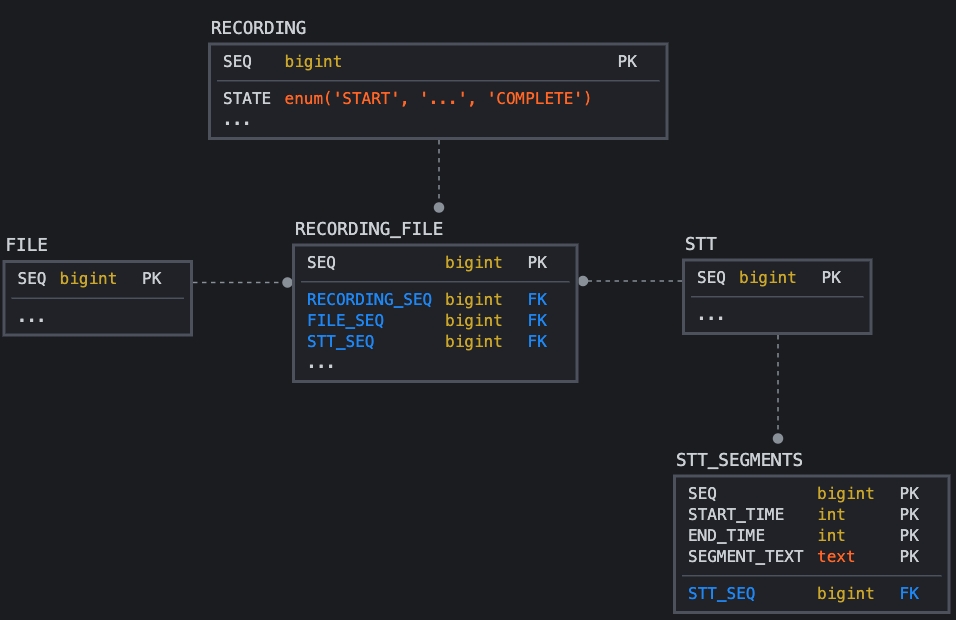 RECORDING
SEQ bigint PK
STATE enum('START', '...', 'COMPLETE')
...
RECORDING_FILE
SEQ bigint PK
RECORDING_SEQ bigint FK
FILE_SEQ bigint FK
STT_SEQ bigint FK
...
FILE
SEQ bigint PK
...
STT
SEQ bigint PK
...
STT_SEGMENTS
SEQ bigint PK
START_TIME int PK
END_TIME int PK
SEGMENT_TEXT text PK
STT_SEQ bigint FK